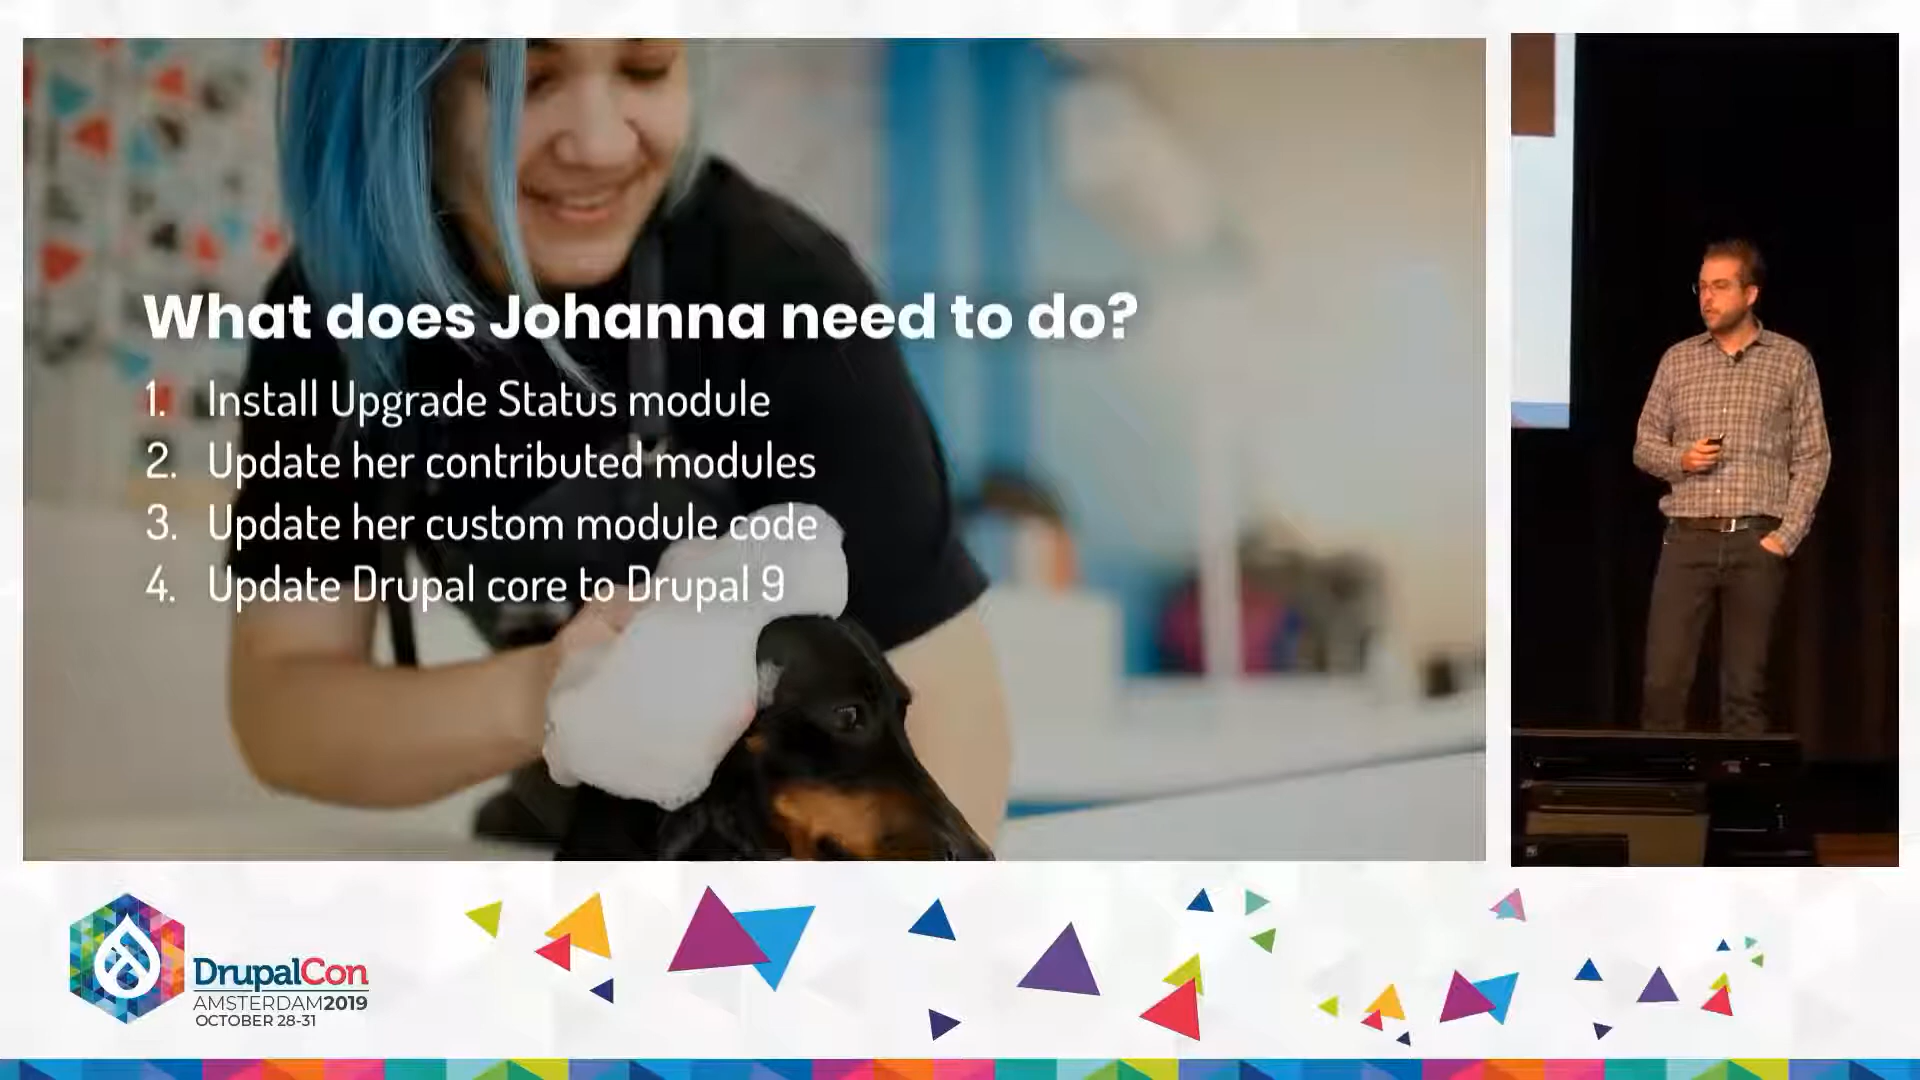 What does Johanna need to do?
1. Install Upgrade Status module
2. Update her contributed modules
3. Update her custom module code
4. Update Drupal core to Drupal 9
DrupalCon
AMSTERDAM2019
OCTOBER 28-31